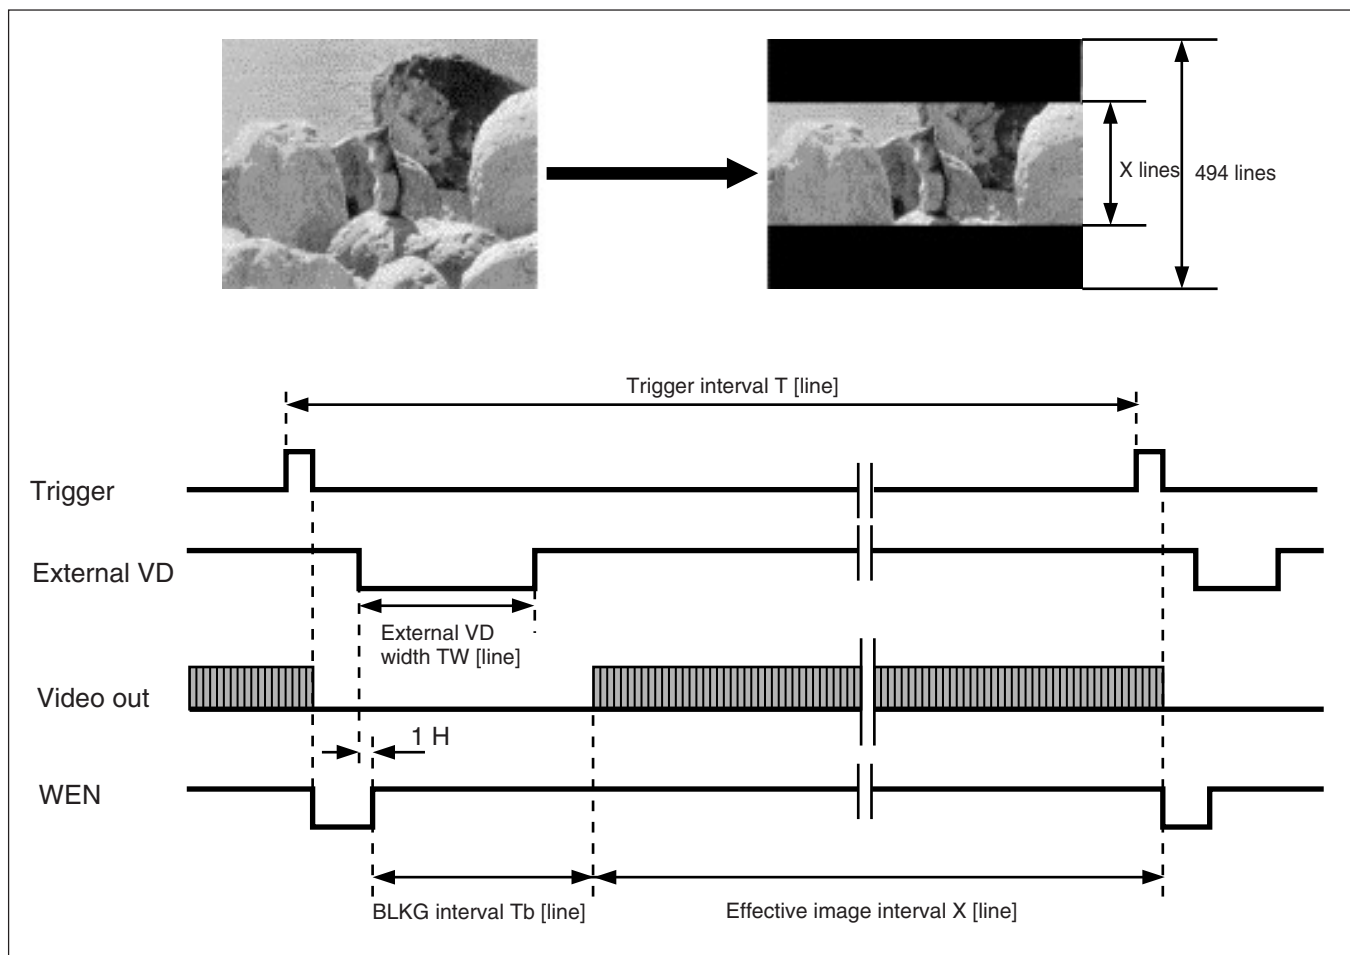 X lines
494 lines
Trigger interval T [line]
Trigger
External VD
External VD
width TW [line]
Video out
1 H
WEN
BLKG interval Tb [line]
Effective image interval X [line]